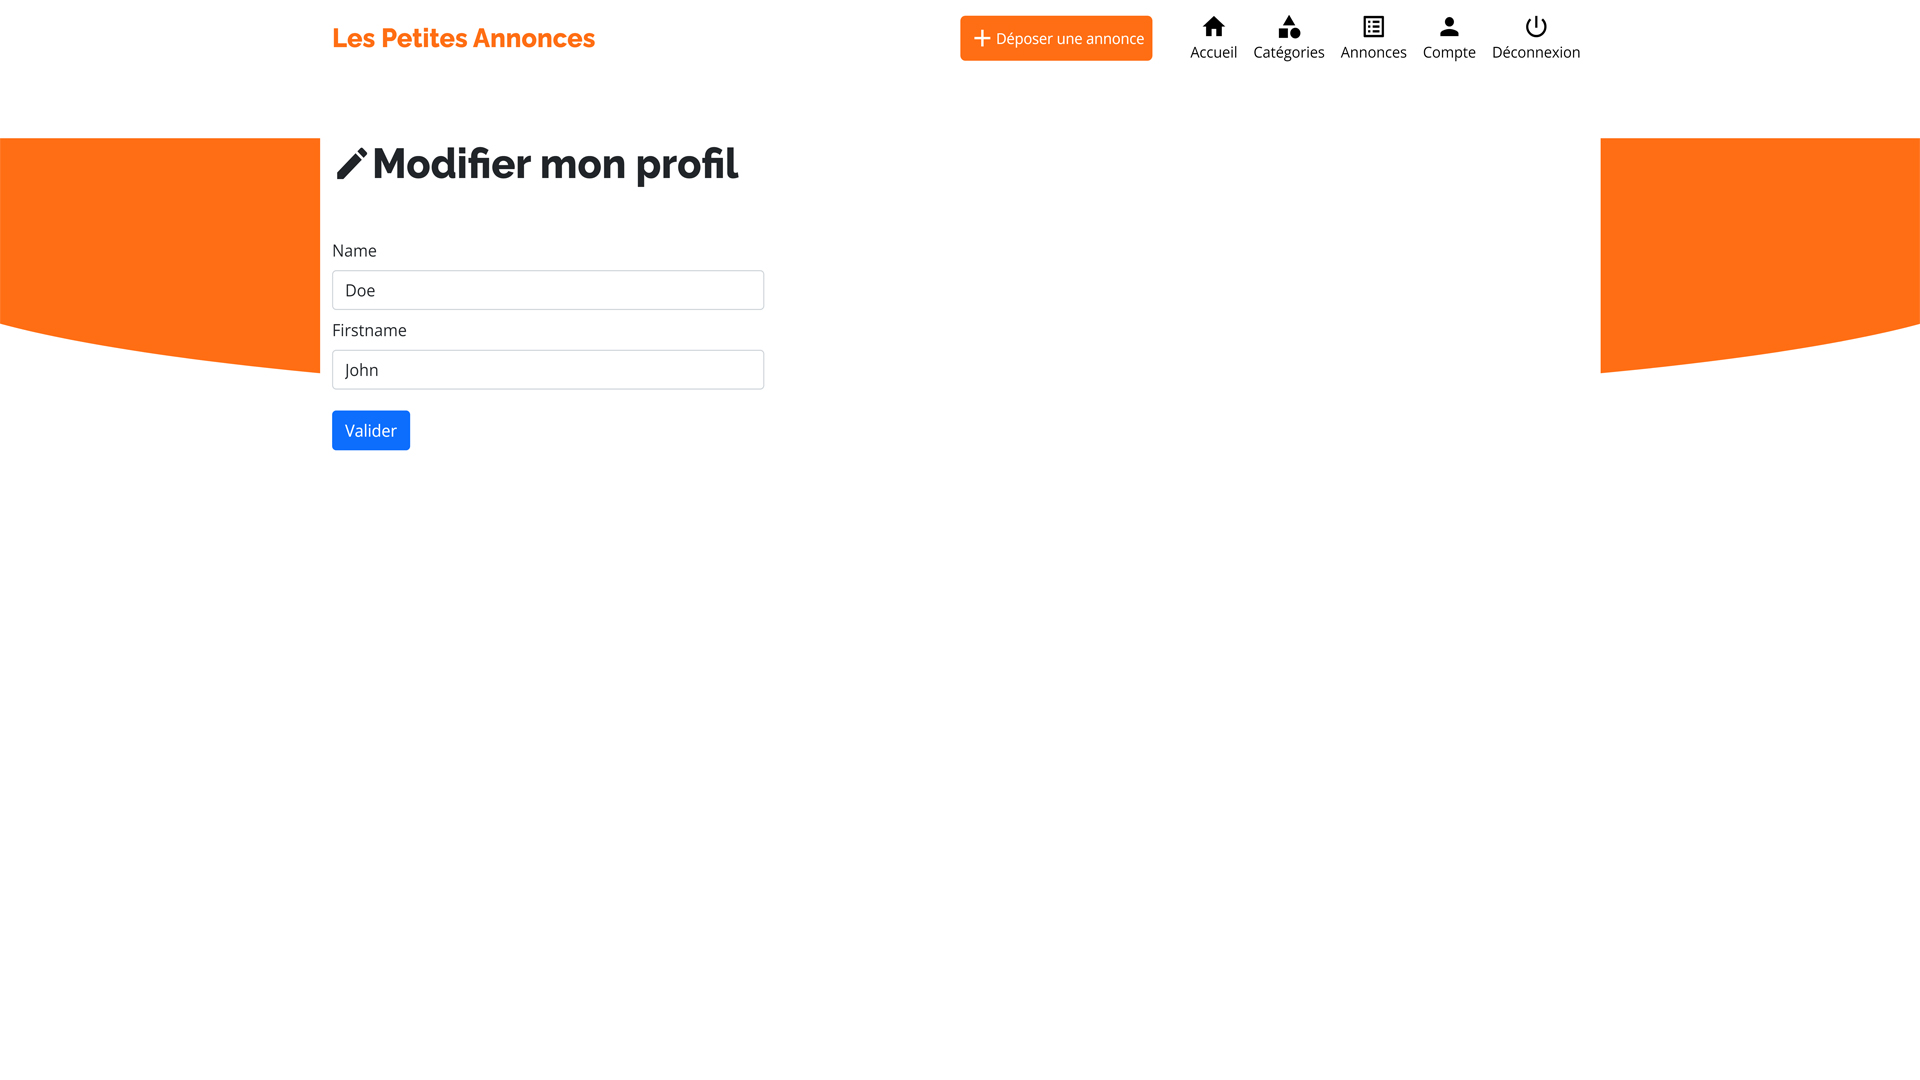 Les Petites Annonces
Déposer une annonce
Accueil
Catégories
Annonces
Compte
Déconnexion
Modifier mon profil
Name
Doe
Firstname
John
Valider